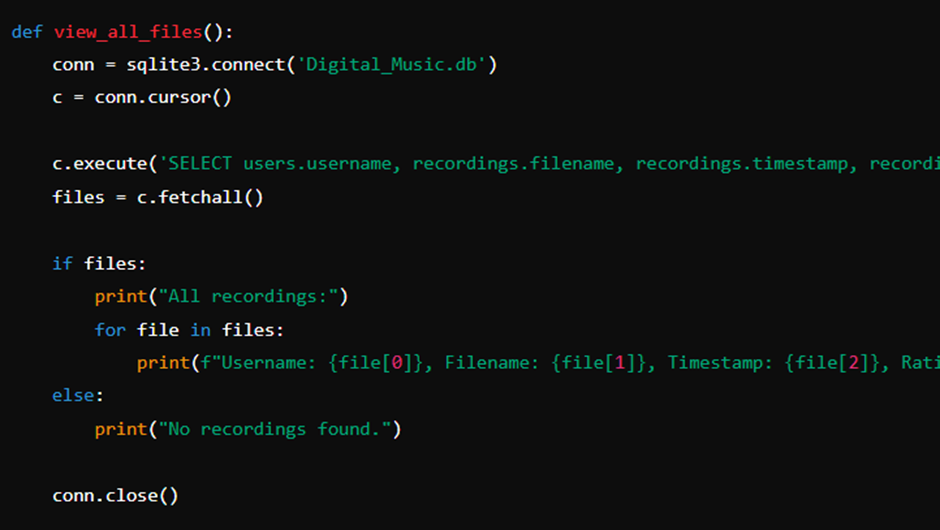 def view_all_files():
    conn = sqlite3.connect('Digital_Music.db')
    c = conn.cursor()

    c.execute('SELECT users.username, recordings.filename, recordings.timestamp, recordi
    files = c.fetchall()

    if files:
        print("All recordings:")
        for file in files:
            print(f"Username: {file[0]}, Filename: {file[1]}, Timestamp: {file[2]}, Rati
    else:
        print("No recordings found.")

    conn.close()